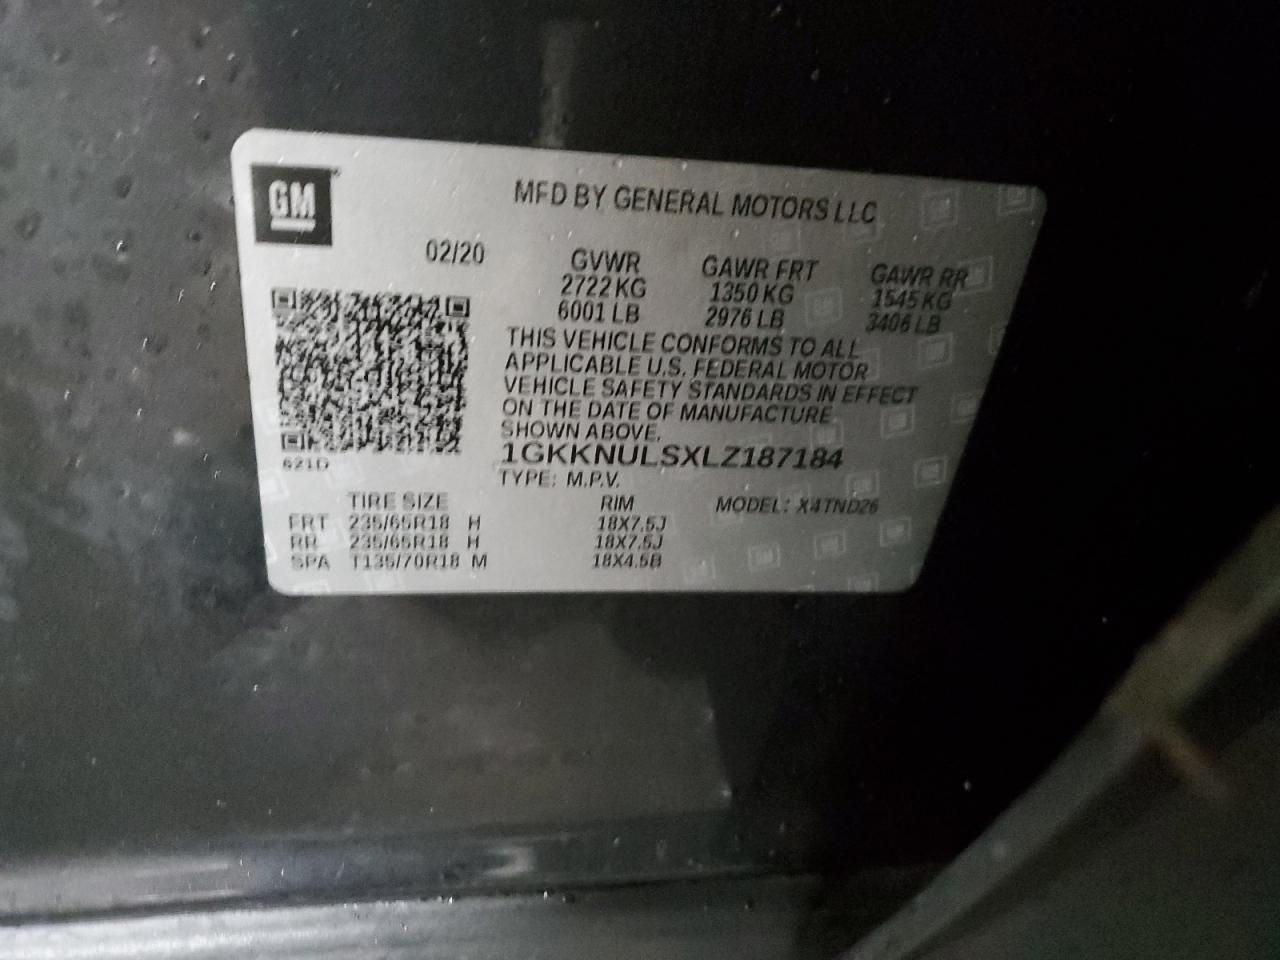 GM
MFD BY GENERAL MOTORS LLC
02/20
GVWR
2722 KG
6001 LB
GAWR FRT
1350 KG
2976 LB
GAWR RR
1545 KG
3406 LB
THIS VEHICLE CONFORMS TO ALL
APPLICABLE U.S. FEDERAL MOTOR
VEHICLE SAFETY STANDARDS IN EFFECT
ON THE DATE OF MANUFACTURE
SHOWN ABOVE.
621D
1GKKNULSXLZ187184
TYPE: M.P.V.
TIRE SIZE RIM MODEL: X4TND26
FRT 235/65R18 H 18X7.5J
RR 235/65R18 H 18X7.5J
SPA T135/70R18 M 18X4.5B